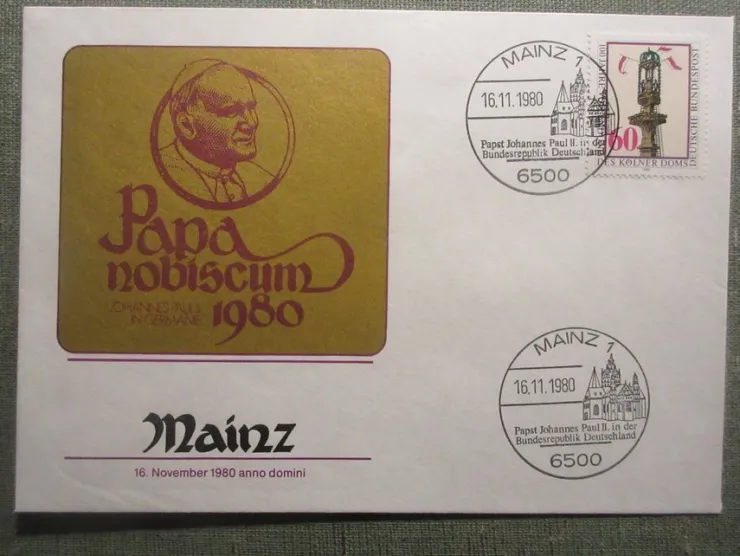 Papa
nobiscum
JOHANNES PAUL II.
IN GERMANIA
1980
Mainz
16. November 1980 anno domini
MAINZ 1
16.11.1980
Papst Johannes Paul II. in der
Bundesrepublik Deutschland
6500
60
DES KÖLNER DOMS
DEUTSCHE BUNDESPOST
MAINZ 1
16.11.1980
Papst Johannes Paul II. in der
Bundesrepublik Deutschland
6500